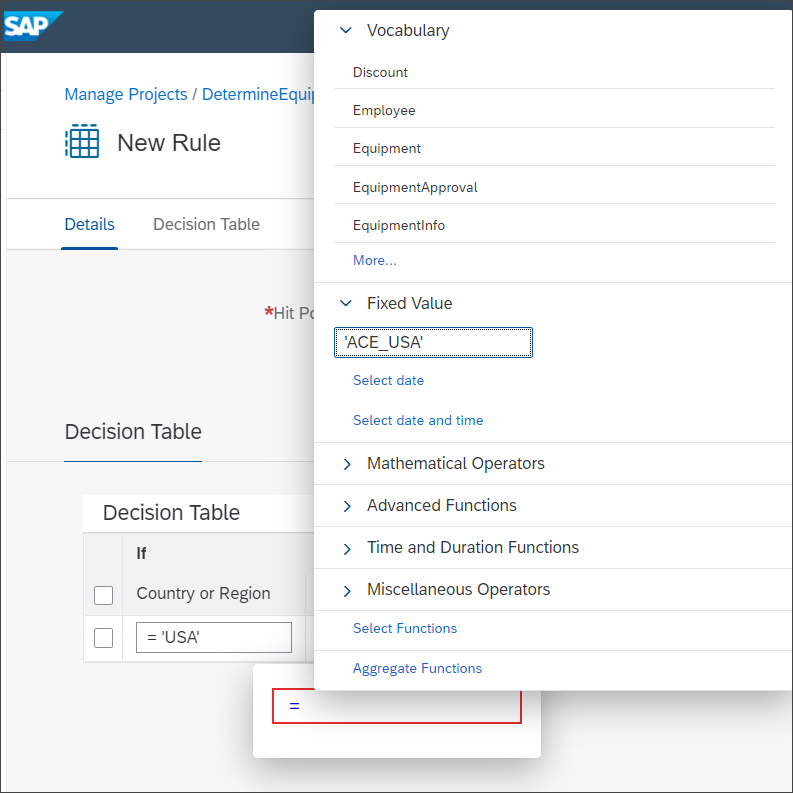 SAP
Manage Projects / DetermineEquip
New Rule
Details
Decision Table
*Hit Po
Decision Table
Decision Table
If
Country or Region
= 'USA'
=
Vocabulary
Discount
Employee
Equipment
EquipmentApproval
EquipmentInfo
More...
Fixed Value
'ACE_USA'
Select date
Select date and time
Mathematical Operators
Advanced Functions
Time and Duration Functions
Miscellaneous Operators
Select Functions
Aggregate Functions